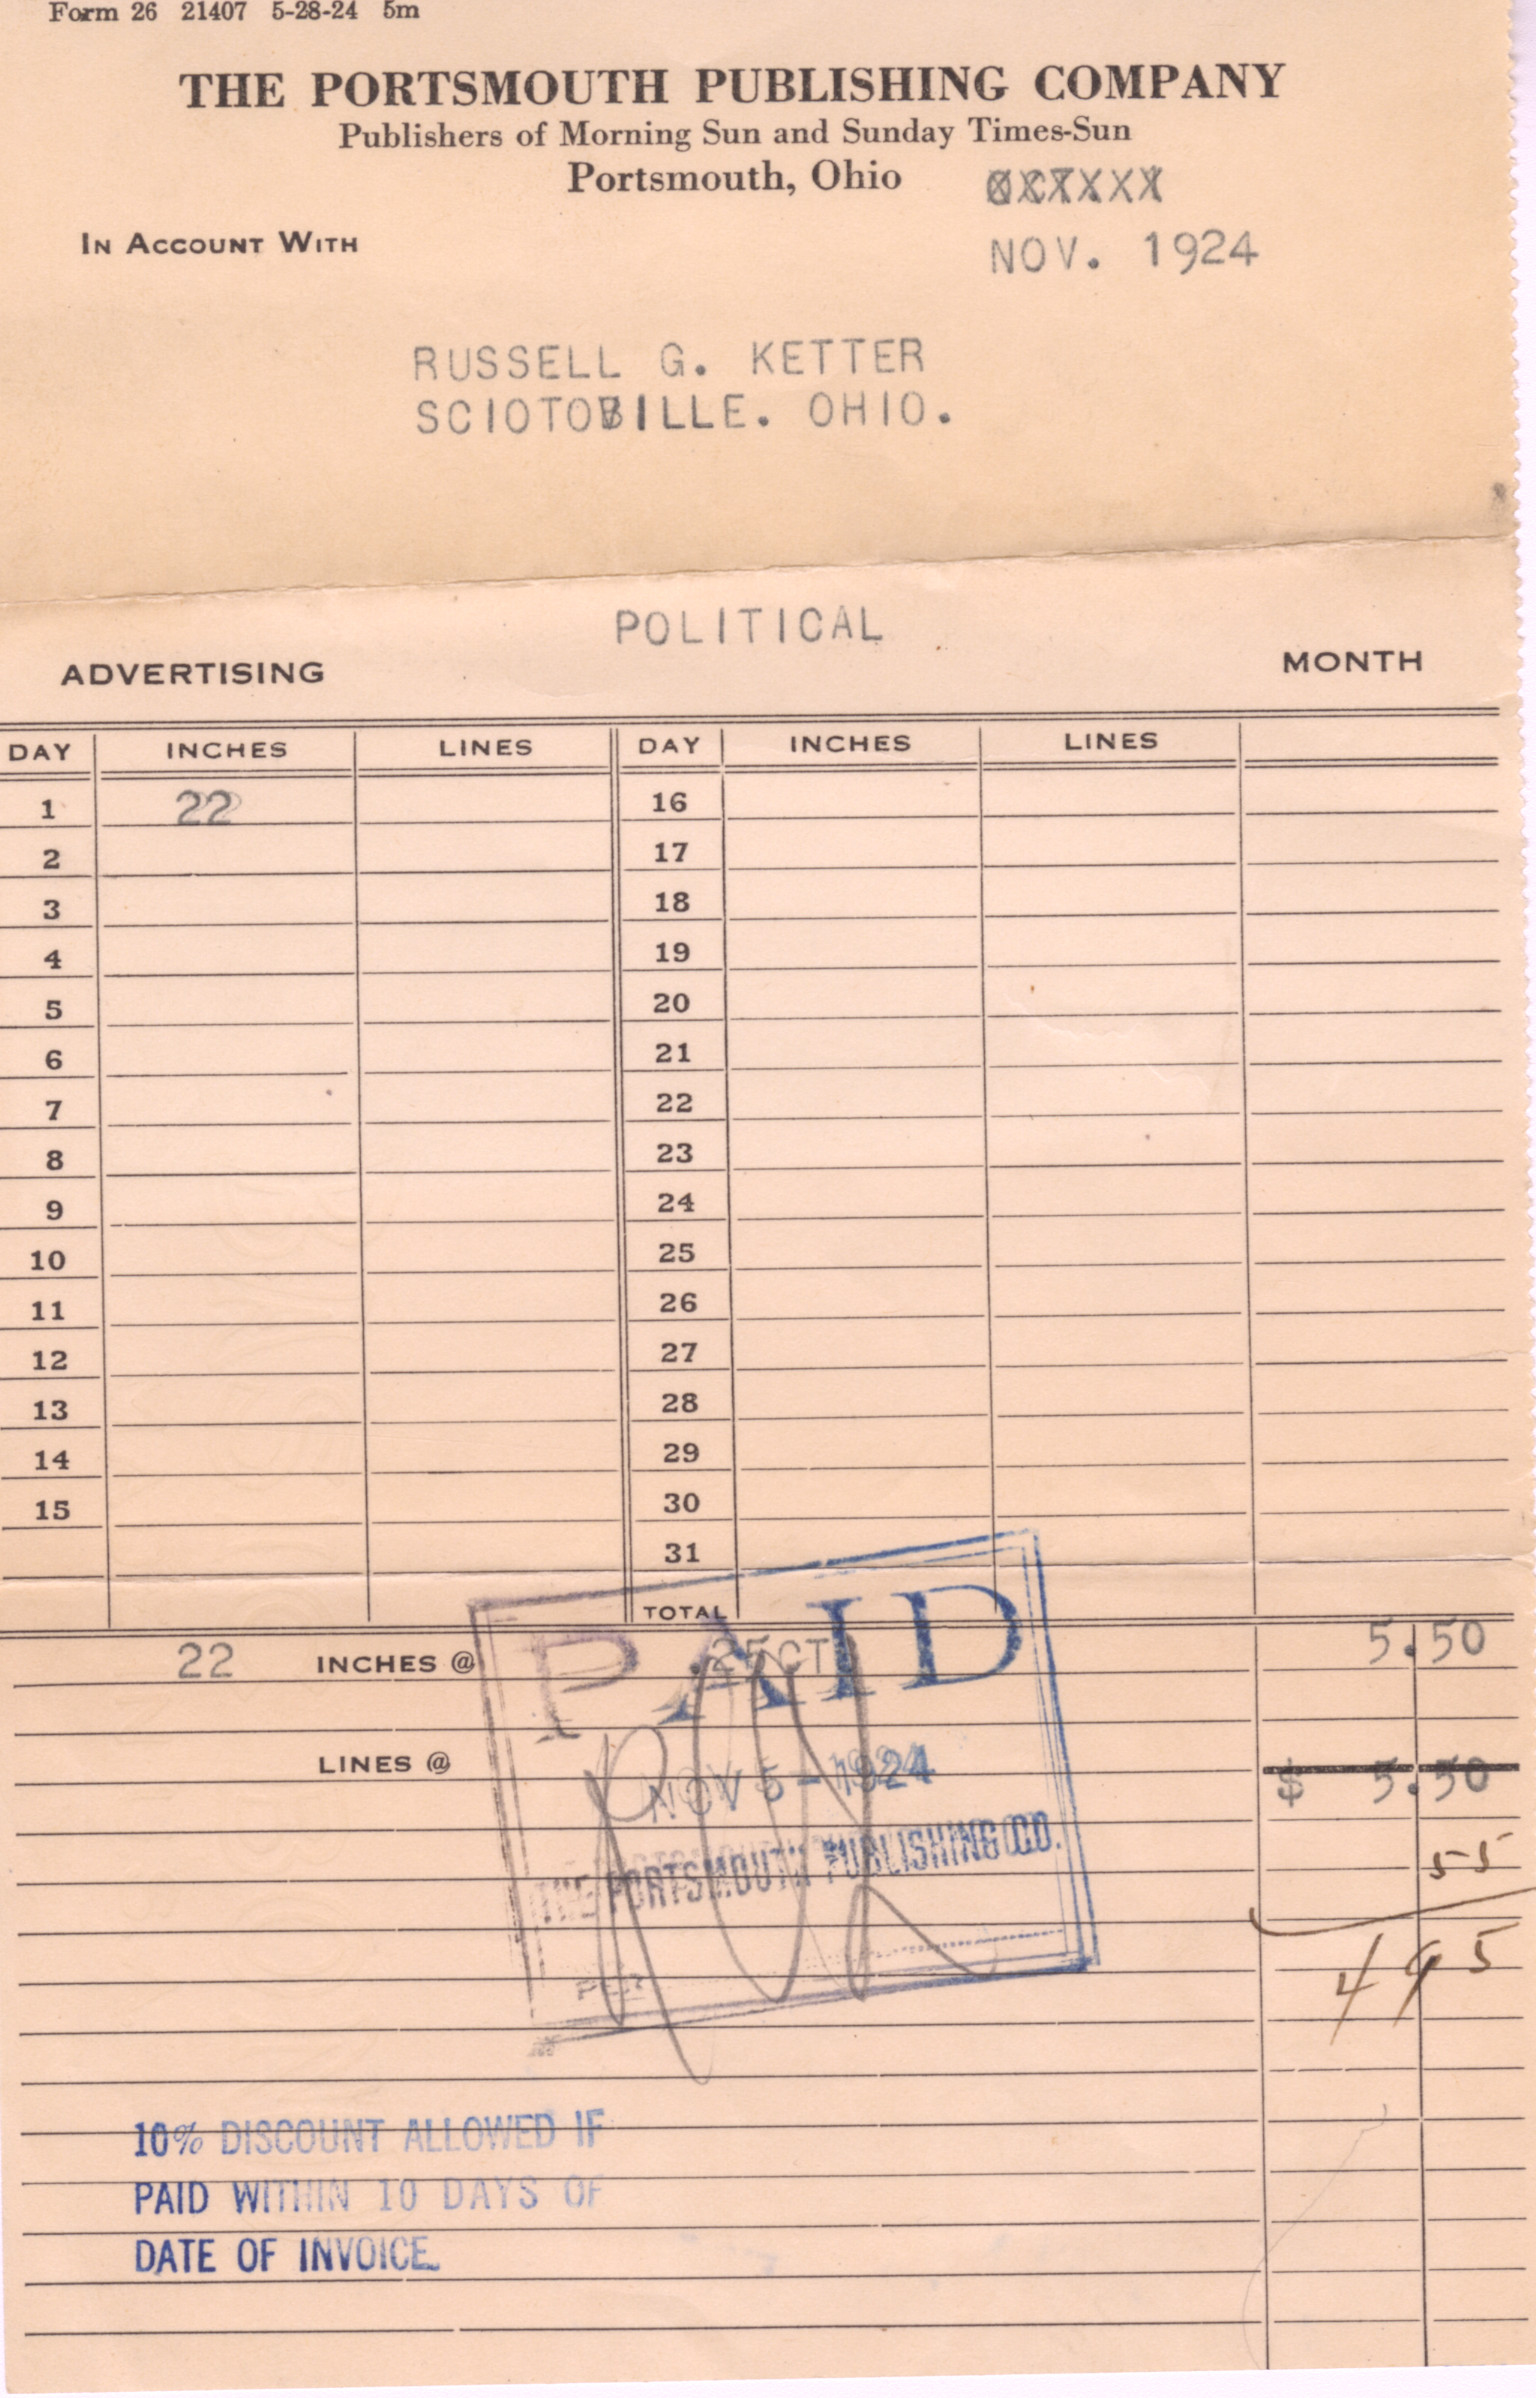 Form 26 21407 5-28-24 5m
THE PORTSMOUTH PUBLISHING COMPANY
Publishers of Morning Sun and Sunday Times-Sun
Portsmouth, Ohio
NOV. 1924
IN ACCOUNT WITH
RUSSELL G. KETTER
SCIOTOVILLE. OHIO.
POLITICAL
ADVERTISING MONTH
DAY INCHES LINES DAY INCHES LINES
1 22 16
2 17
3 18
4 19
5 20
6 21
7 22
8 23
9 24
10 25
11 26
12 27
13 28
14 29
15 30
31
TOTAL
22 INCHES @ .25CT 5.50
PAID
LINES @ $ 5.50
NOV 5 - 1924
55
THE PORTSMOUTH PUBLISHING CO.
4 95
PER
10% DISCOUNT ALLOWED IF
PAID WITHIN 10 DAYS OF
DATE OF INVOICE.